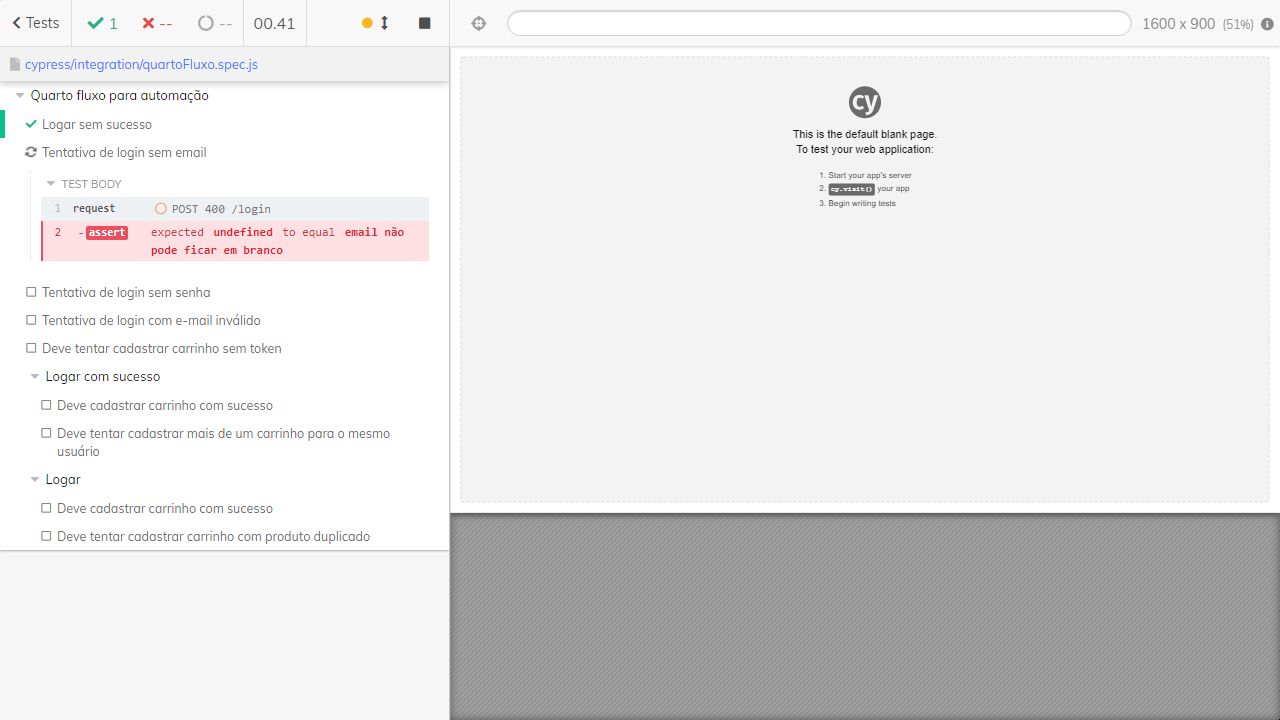 Tests
1
--
--
00.41
1600 x 900 (51%)
cypress/integration/quartoFluxo.spec.js
Quarto fluxo para automação
Logar sem sucesso
Tentativa de login sem email
TEST BODY
1 request POST 400 /login
2 -assert expected undefined to equal email não
pode ficar em branco
Tentativa de login sem senha
Tentativa de login com e-mail inválido
Deve tentar cadastrar carrinho sem token
Logar com sucesso
Deve cadastrar carrinho com sucesso
Deve tentar cadastrar mais de um carrinho para o mesmo
usuário
Logar
Deve cadastrar carrinho com sucesso
Deve tentar cadastrar carrinho com produto duplicado
cy
This is the default blank page.
To test your web application:
1. Start your app's server
2. cy.visit() your app
3. Begin writing tests